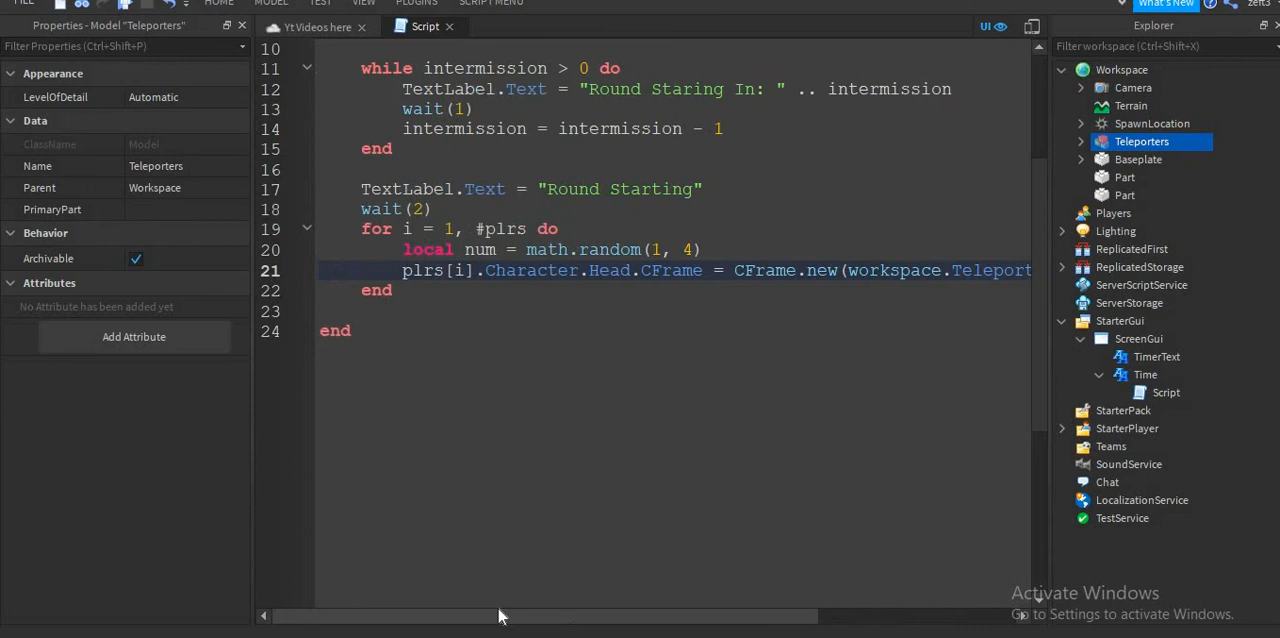 FILE
HOME
MODEL
TEST
VIEW
PLUGINS
SCRIPT MENU
What's New
zeft3
Properties - Model "Teleporters"
Filter Properties (Ctrl+Shift+P)
Appearance
LevelOfDetail Automatic
Data
ClassName Model
Name Teleporters
Parent Workspace
PrimaryPart
Behavior
Archivable
Attributes
No Attribute has been added yet
Add Attribute
Yt Videos here
Script
UI
10
11 while intermission > 0 do
12 TextLabel.Text = "Round Staring In: " .. intermission
13 wait(1)
14 intermission = intermission - 1
15 end
16
17 TextLabel.Text = "Round Starting"
18 wait(2)
19 for i = 1, #plrs do
20 local num = math.random(1, 4)
21 plrs[i].Character.Head.CFrame = CFrame.new(workspace.Teleport
22 end
23
24 end
Explorer
Filter workspace (Ctrl+Shift+X)
Workspace
Camera
Terrain
SpawnLocation
Teleporters
Baseplate
Part
Part
Players
Lighting
ReplicatedFirst
ReplicatedStorage
ServerScriptService
ServerStorage
StarterGui
ScreenGui
TimerText
Time
Script
StarterPack
StarterPlayer
Teams
SoundService
Chat
LocalizationService
TestService
Activate Windows
Go to Settings to activate Windows.